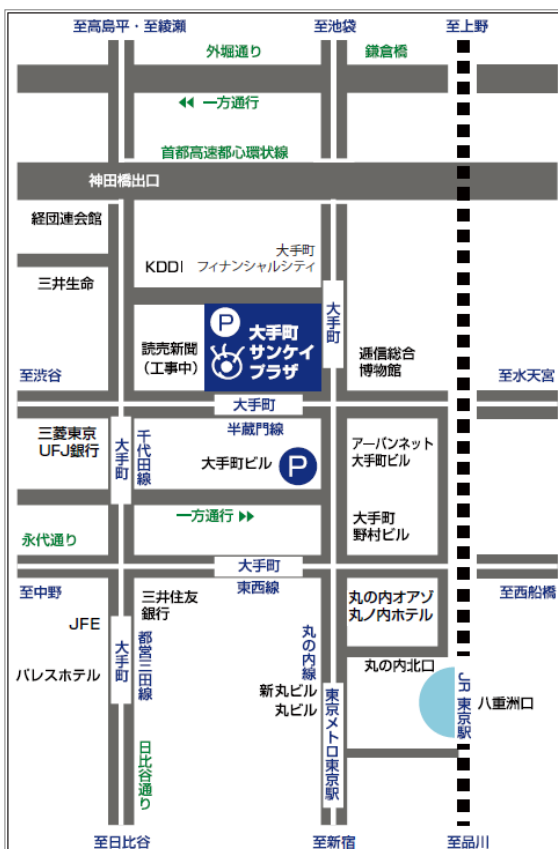 至高島平・至綾瀬
至池袋
至上野
外堀通り
鎌倉橋
◀◀ 一方通行
首都高速都心環状線
神田橋出口
経団連会館
大手町
フィナンシャルシティ
KDDI
三井生命
大手町
P
大手町
サンケイ
プラザ
読売新聞
(工事中)
逓信総合
博物館
至渋谷
至水天宮
大手町
半蔵門線
三菱東京
UFJ銀行
大手町
千代田線
大手町ビル
P
アーバンネット
大手町ビル
一方通行 ▶▶
大手町
野村ビル
永代通り
大手町
東西線
至中野
至西船橋
三井住友
銀行
丸の内オアゾ
丸ノ内ホテル
JFE
大手町
都営三田線
丸の内線
パレスホテル
新丸ビル
丸ビル
丸の内北口
東京メトロ東京駅
JR 東京駅
八重洲口
日比谷通り
至日比谷
至新宿
至品川